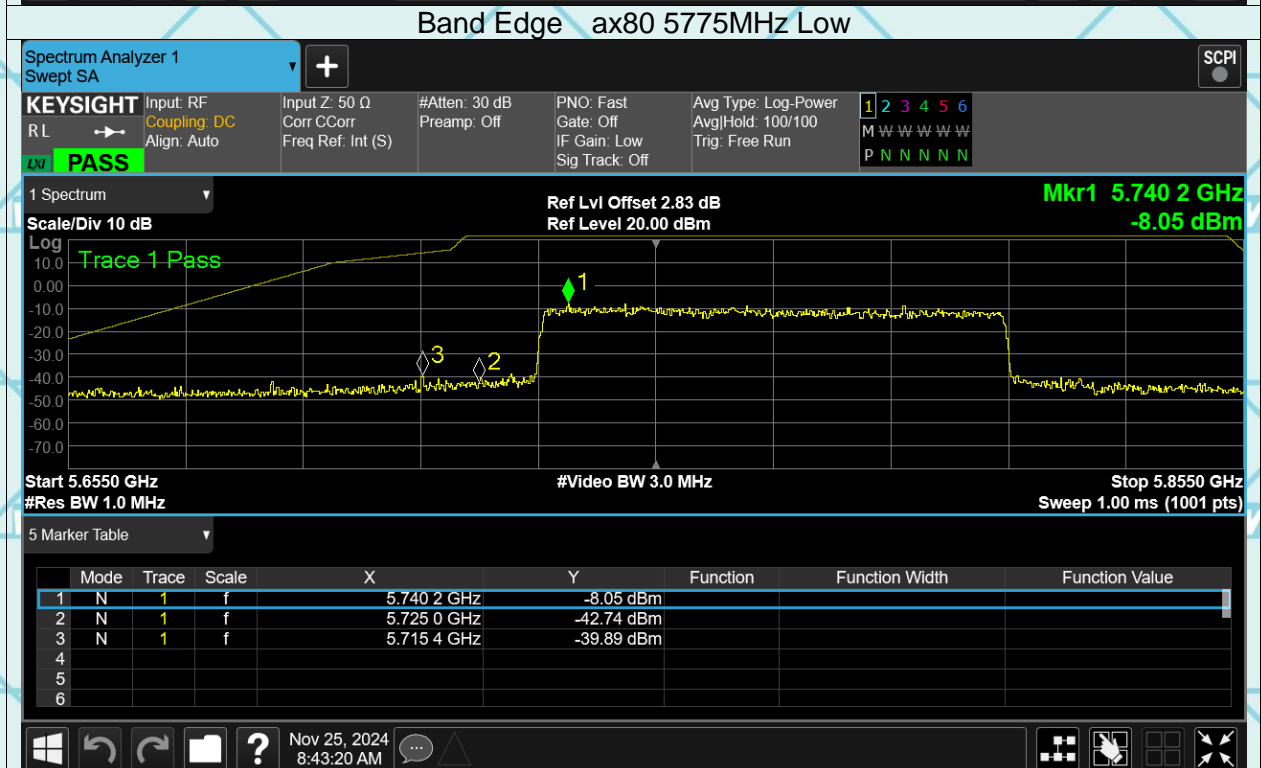 Band Edge ax80 5775MHz Low
Spectrum Analyzer 1
Swept SA
+
SCPI
KEYSIGHT
R L
LXI PASS
Input: RF
Coupling: DC
Align: Auto
Input Z: 50 Ω
Corr CCorr
Freq Ref: Int (S)
#Atten: 30 dB
Preamp: Off
PNO: Fast
Gate: Off
IF Gain: Low
Sig Track: Off
Avg Type: Log-Power
Avg|Hold: 100/100
Trig: Free Run
1 2 3 4 5 6
M W W W W W
P N N N N N
1 Spectrum
Scale/Div 10 dB
Ref Lvl Offset 2.83 dB
Ref Level 20.00 dBm
Mkr1 5.740 2 GHz
-8.05 dBm
Log
Trace 1 Pass
10.0
0.00
-10.0
-20.0
-30.0
-40.0
-50.0
-60.0
-70.0
1
3
2
Start 5.6550 GHz
#Video BW 3.0 MHz
Stop 5.8550 GHz
#Res BW 1.0 MHz
Sweep 1.00 ms (1001 pts)
5 Marker Table
Mode Trace Scale X Y Function Function Width Function Value
1 N 1 f 5.740 2 GHz -8.05 dBm
2 N 1 f 5.725 0 GHz -42.74 dBm
3 N 1 f 5.715 4 GHz -39.89 dBm
4
5
6
?
Nov 25, 2024
8:43:20 AM